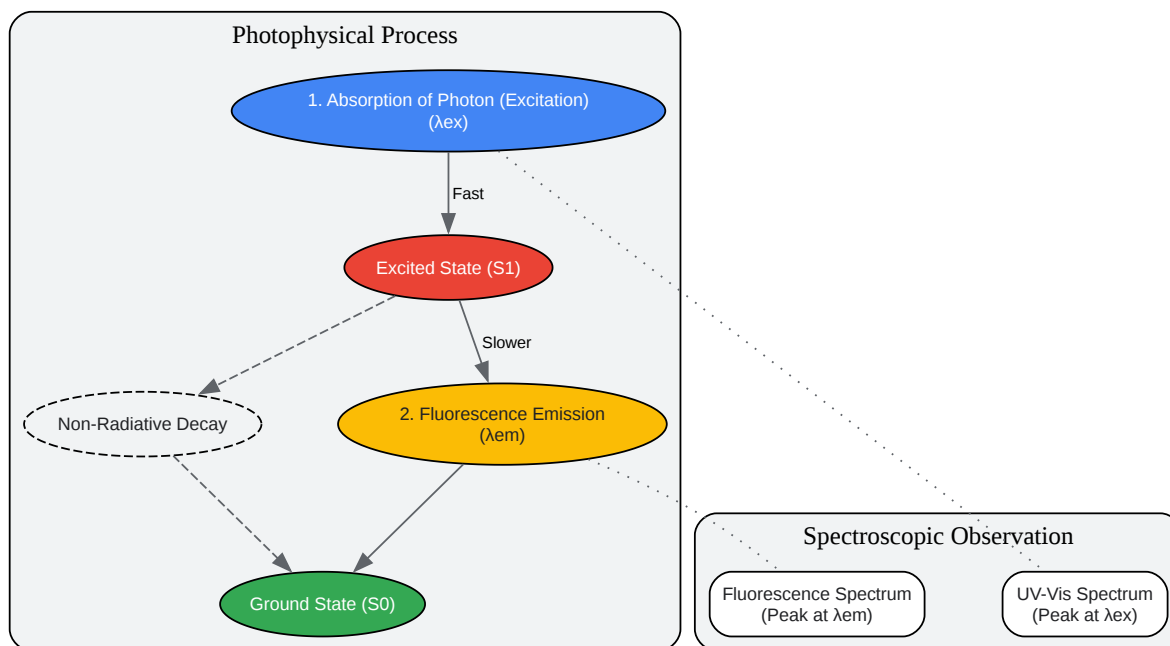 Photophysical Process
1. Absorption of Photon (Excitation)
(λex)
Fast
Excited State (S1)
Slower
Non-Radiative Decay
2. Fluorescence Emission
(λem)
Ground State (S0)
Spectroscopic Observation
Fluorescence Spectrum
(Peak at λem)
UV-Vis Spectrum
(Peak at λex)